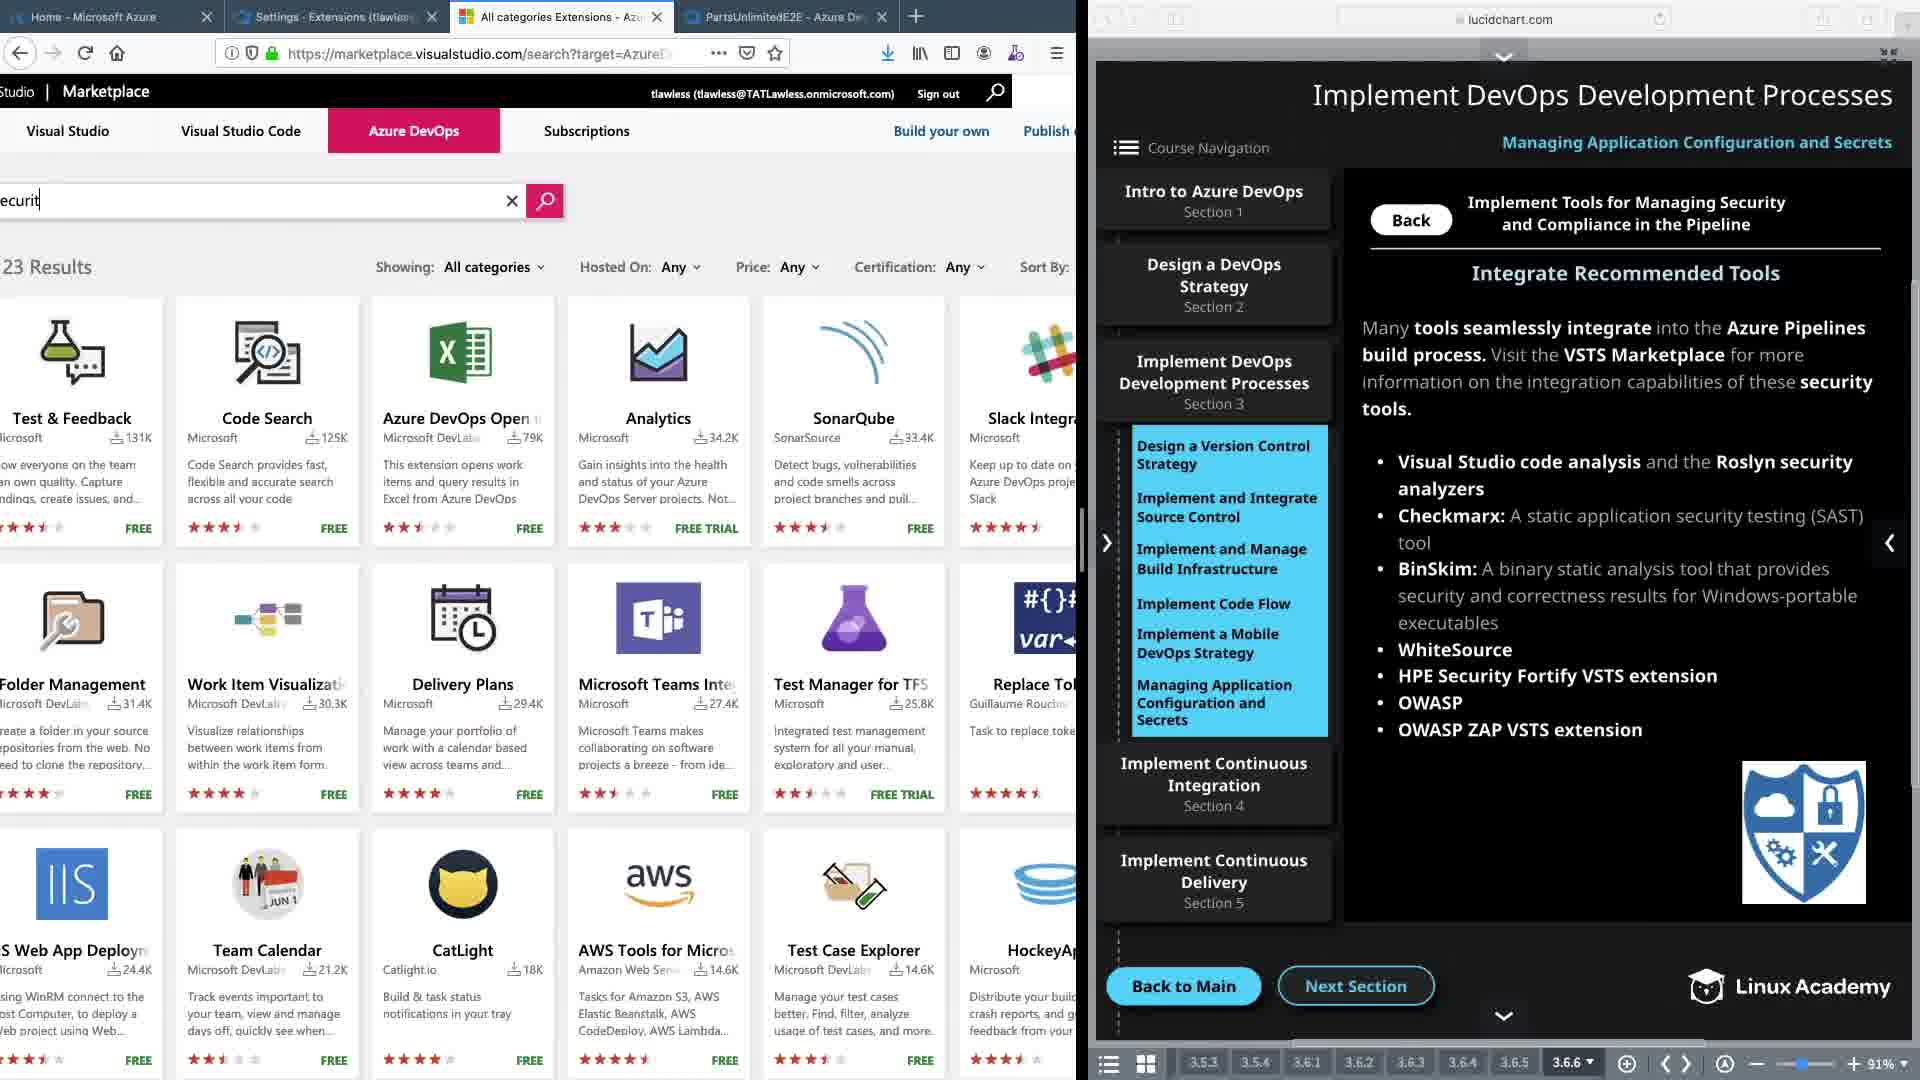 Home - Microsoft Azure
Settings - Extensions (tlawless
All categories Extensions - Azu
PartsUnlimitedE2E - Azure De
https://marketplace.visualstudio.com/search?target=AzureD
Studio | Marketplace
tlawless (tlawless@TATLawless.onmicrosoft.com)
Sign out
Visual Studio
Visual Studio Code
Azure DevOps
Subscriptions
Build your own
Publish
ecurit
23 Results
Showing: All categories
Hosted On: Any
Price: Any
Certification: Any
Sort By:
Test & Feedback
131K
FREE
Code Search
Microsoft 125K
Code Search provides fast,
flexible and accurate search
across all your code
FREE
Azure DevOps Open
Microsoft DevLabs 79K
This extension opens work
items and query results in
Excel from Azure DevOps
FREE
Analytics
Microsoft 34.2K
Gain insights into the health
and status of your Azure
DevOps Server projects. Not...
FREE TRIAL
SonarQube
SonarSource 33.4K
Detect bugs, vulnerabilities
and code smells across
project branches and pull...
FREE
Slack Integra
Microsoft
Keep up to date on
Azure DevOps proje
Slack
Folder Management
Microsoft DevLabs 31.4K
reate a folder in your source
repositories from the web. No
eed to clone the repository...
FREE
Work Item Visualizati
Microsoft DevLabs 30.3K
Visualize relationships
between work items from
within the work item form.
FREE
Delivery Plans
Microsoft 29.4K
Manage your portfolio of
work with a calendar based
view across teams and...
FREE
Microsoft Teams Inte
Microsoft 27.4K
Microsoft Teams makes
collaborating on software
projects a breeze - from ide...
FREE
Test Manager for TFS
Microsoft 25.8K
Integrated test management
system for all your manual,
exploratory and user...
FREE TRIAL
#{}#
var
Replace Tok
Guillaume Rouchon
Task to replace toke
IIS
IIS Web App Deploym
Microsoft 24.4K
sing WinRM connect to the
ost Computer, to deploy a
Web project using Web...
FREE
JUN 1
Team Calendar
Microsoft DevLabs 21.2K
Track events important to
your team, view and manage
days off, quickly see when...
FREE
CatLight
Catlight.io 18K
Build & task status
notifications in your tray
FREE
aws
AWS Tools for Micros
Amazon Web Servi 14.6K
Tasks for Amazon S3, AWS
Elastic Beanstalk, AWS
CodeDeploy, AWS Lambda...
FREE
Test Case Explorer
Microsoft DevLabs 14.6K
Manage your test cases
better. Find, filter, analyze
usage of test cases, and more.
FREE
HockeyAp
Microsoft
Distribute your build
crash reports, and g
feedback from your
lucidchart.com
Implement DevOps Development Processes
Managing Application Configuration and Secrets
Course Navigation
Intro to Azure DevOps
Section 1
Design a DevOps
Strategy
Section 2
Implement DevOps
Development Processes
Section 3
Design a Version Control
Strategy
Implement and Integrate
Source Control
Implement and Manage
Build Infrastructure
Implement Code Flow
Implement a Mobile
DevOps Strategy
Managing Application
Configuration and
Secrets
Implement Continuous
Integration
Section 4
Implement Continuous
Delivery
Section 5
Back
Implement Tools for Managing Security
and Compliance in the Pipeline
Integrate Recommended Tools
Many tools seamlessly integrate into the Azure Pipelines
build process. Visit the VSTS Marketplace for more
information on the integration capabilities of these security
tools.
• Visual Studio code analysis and the Roslyn security
analyzers
• Checkmarx: A static application security testing (SAST)
tool
• BinSkim: A binary static analysis tool that provides
security and correctness results for Windows-portable
executables
• WhiteSource
• HPE Security Fortify VSTS extension
• OWASP
• OWASP ZAP VSTS extension
Back to Main
Next Section
Linux Academy
3.5.3
3.5.4
3.6.1
3.6.2
3.6.3
3.6.4
3.6.5
3.6.6
91%